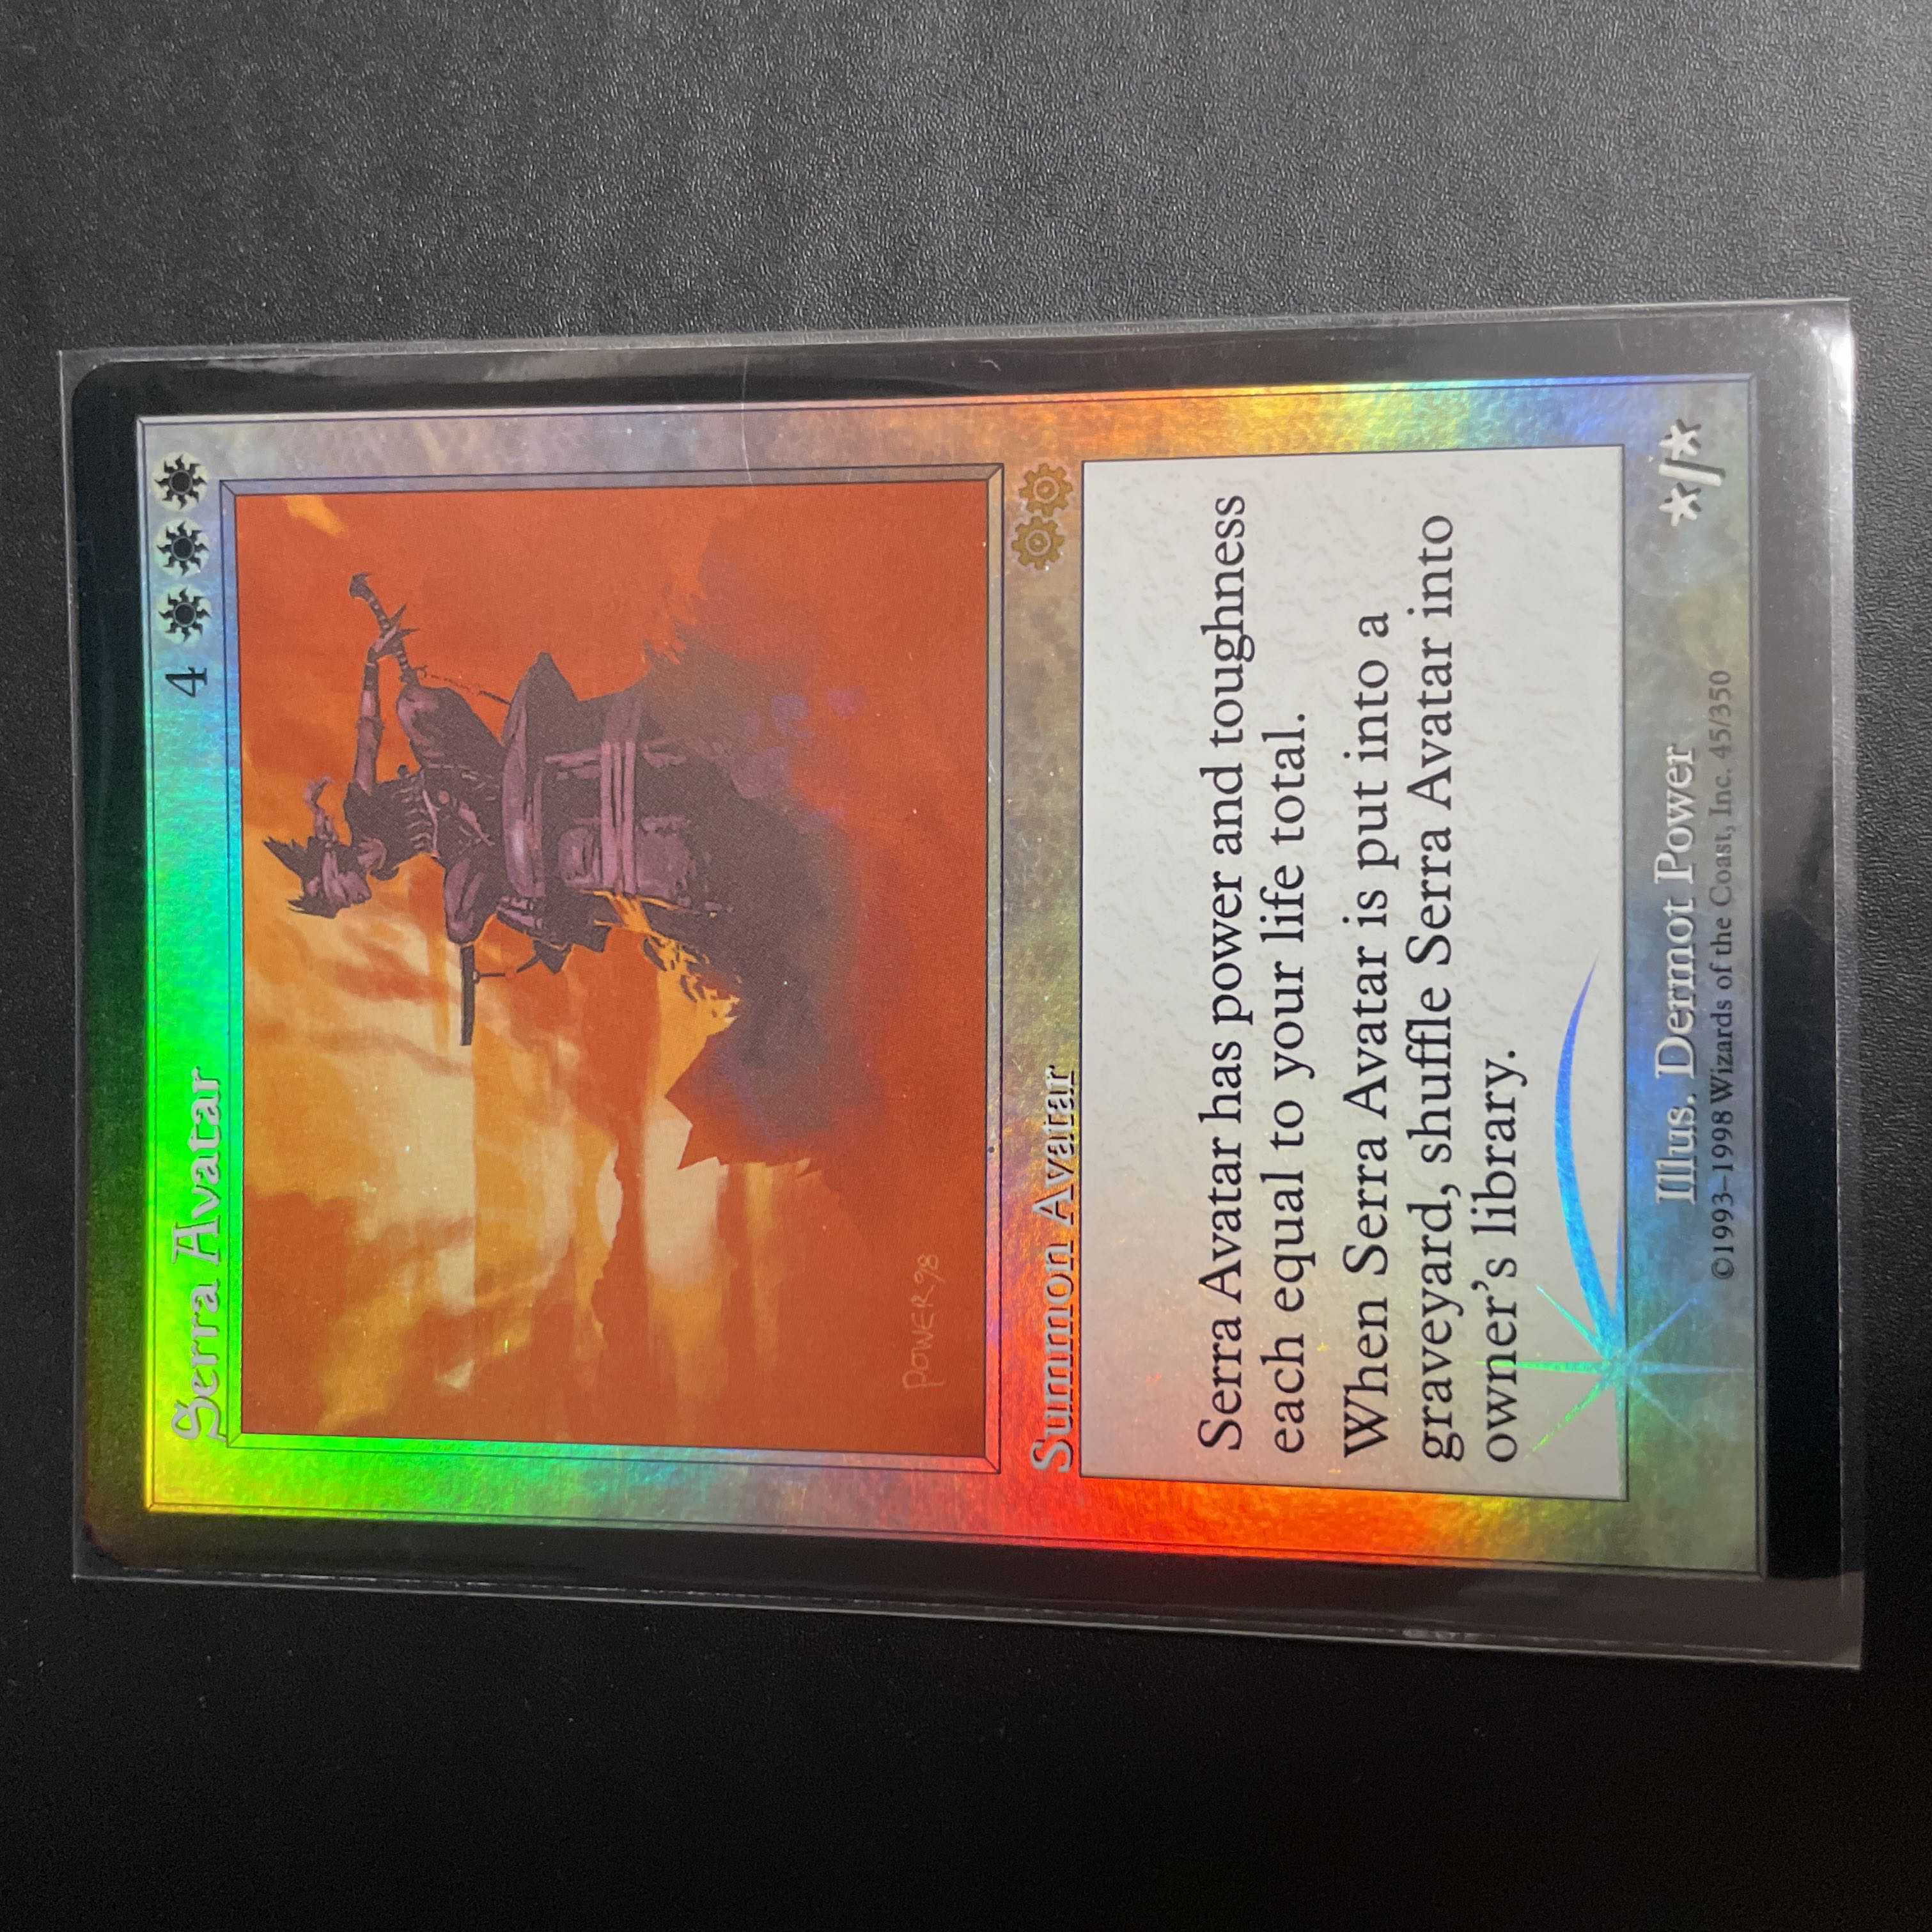 Serra Avatar 4
POWER 98
Summon Avatar
Serra Avatar has power and toughness
each equal to your life total.
When Serra Avatar is put into a
graveyard, shuffle Serra Avatar into
owner's library.
Illus. Dermot Power
*/*
©1993–1998 Wizards of the Coast, Inc. 45/350